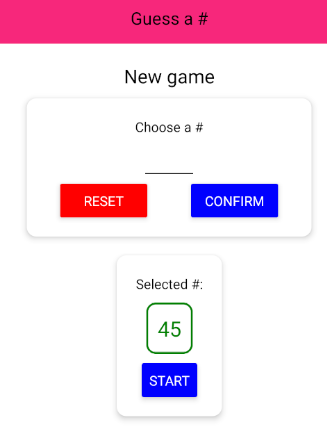 Guess a #
New game
Choose a #
RESET CONFIRM
Selected #:
45
START